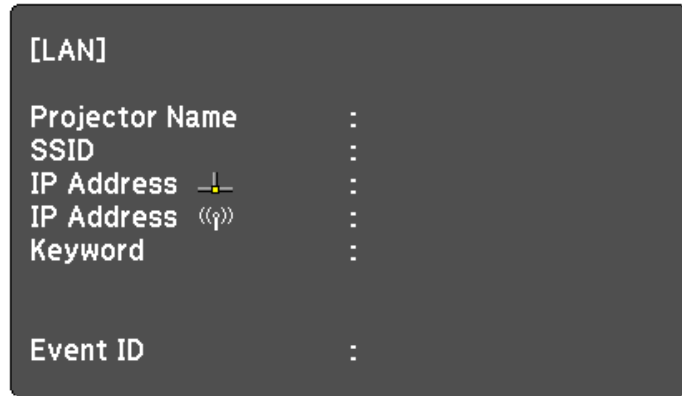 [LAN]
Projector Name :
SSID :
IP Address :
IP Address :
Keyword :
Event ID :